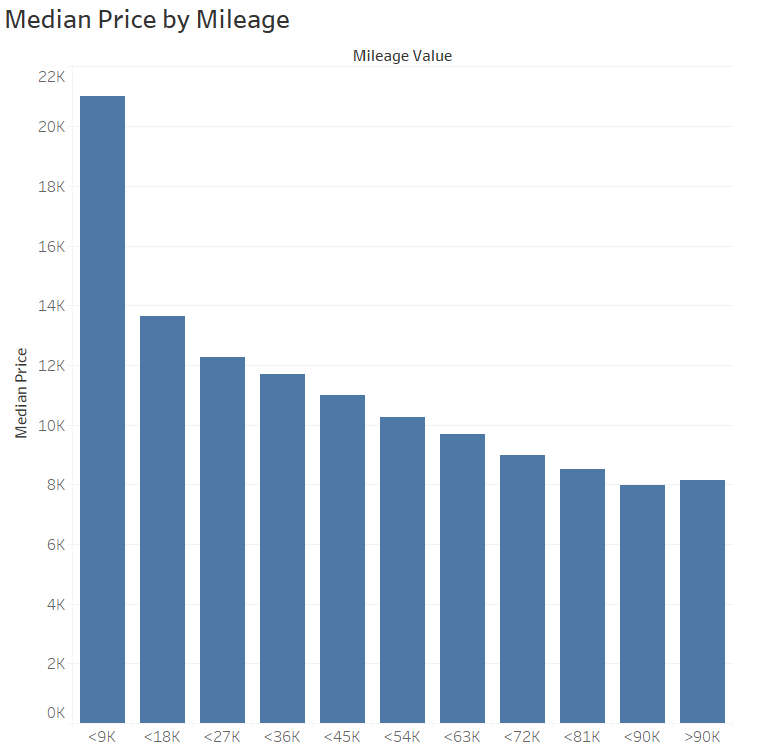 Median Price by Mileage
Mileage Value
22K
20K
18K
16K
14K
12K
10K
8K
6K
4K
2K
0K
Median Price
<9K <18K <27K <36K <45K <54K <63K <72K <81K <90K >90K